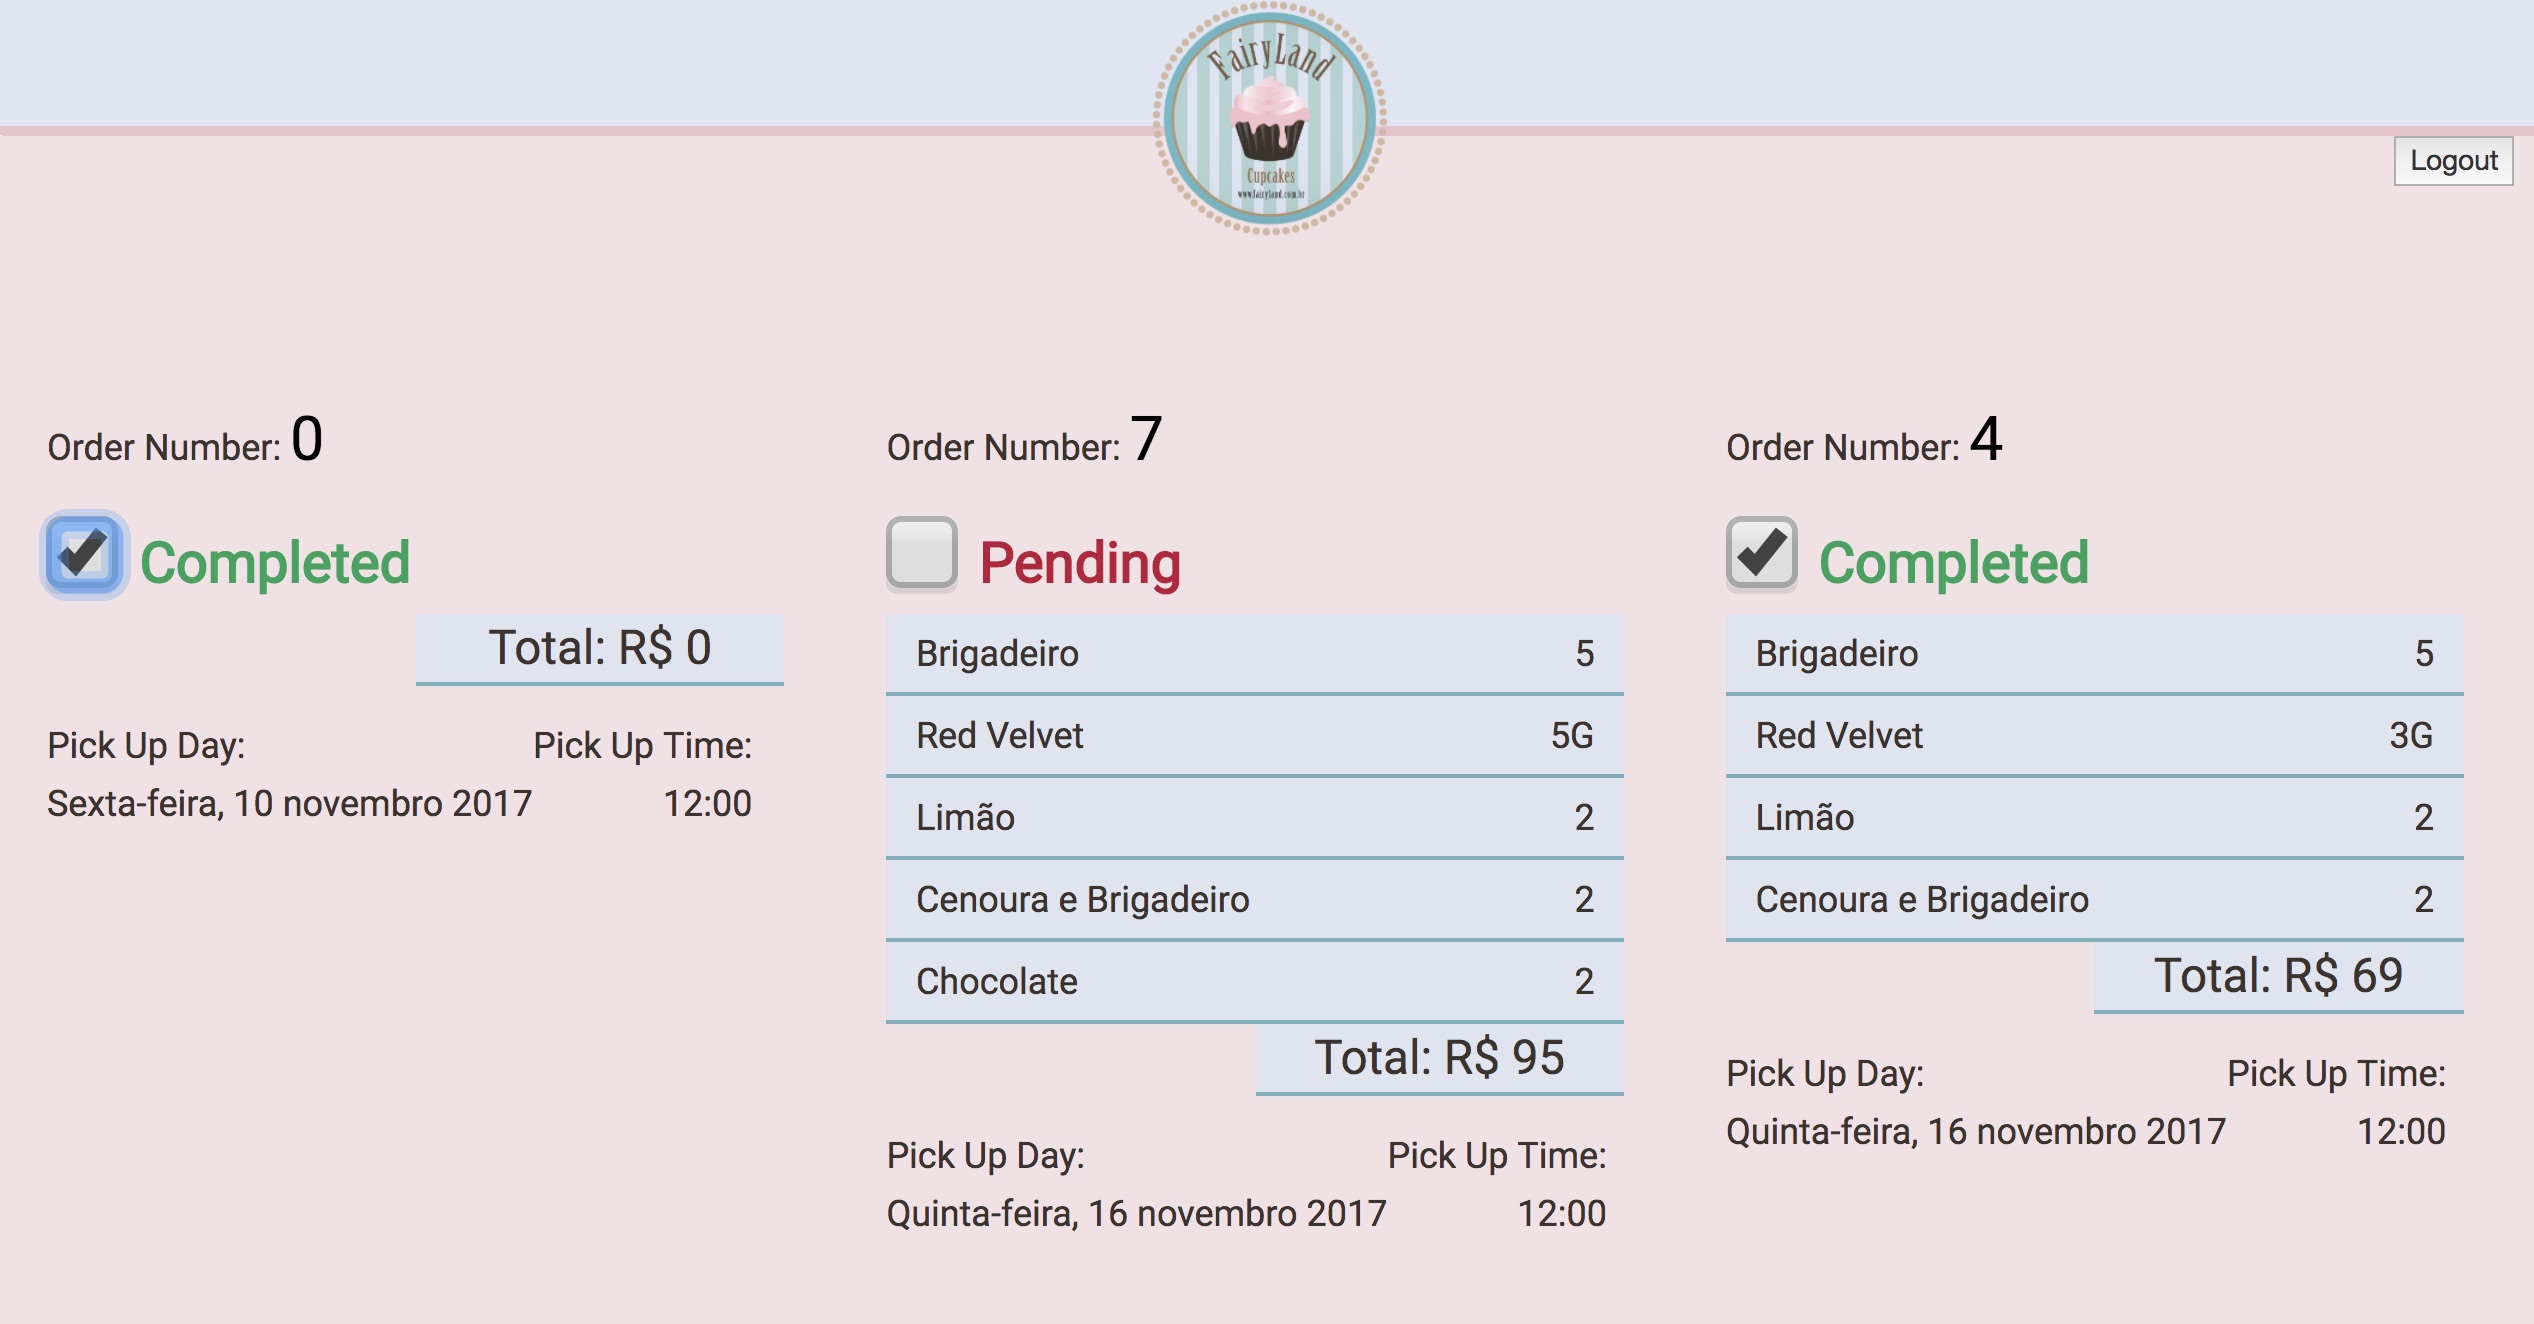 FairyLand
Cupcakes
www.fairyland.com.br
Logout
Order Number: 0
Completed
Total: R$ 0
Pick Up Day: Pick Up Time:
Sexta-feira, 10 novembro 2017 12:00
Order Number: 7
Pending
Brigadeiro 5
Red Velvet 5G
Limão 2
Cenoura e Brigadeiro 2
Chocolate 2
Total: R$ 95
Pick Up Day: Pick Up Time:
Quinta-feira, 16 novembro 2017 12:00
Order Number: 4
Completed
Brigadeiro 5
Red Velvet 3G
Limão 2
Cenoura e Brigadeiro 2
Total: R$ 69
Pick Up Day: Pick Up Time:
Quinta-feira, 16 novembro 2017 12:00